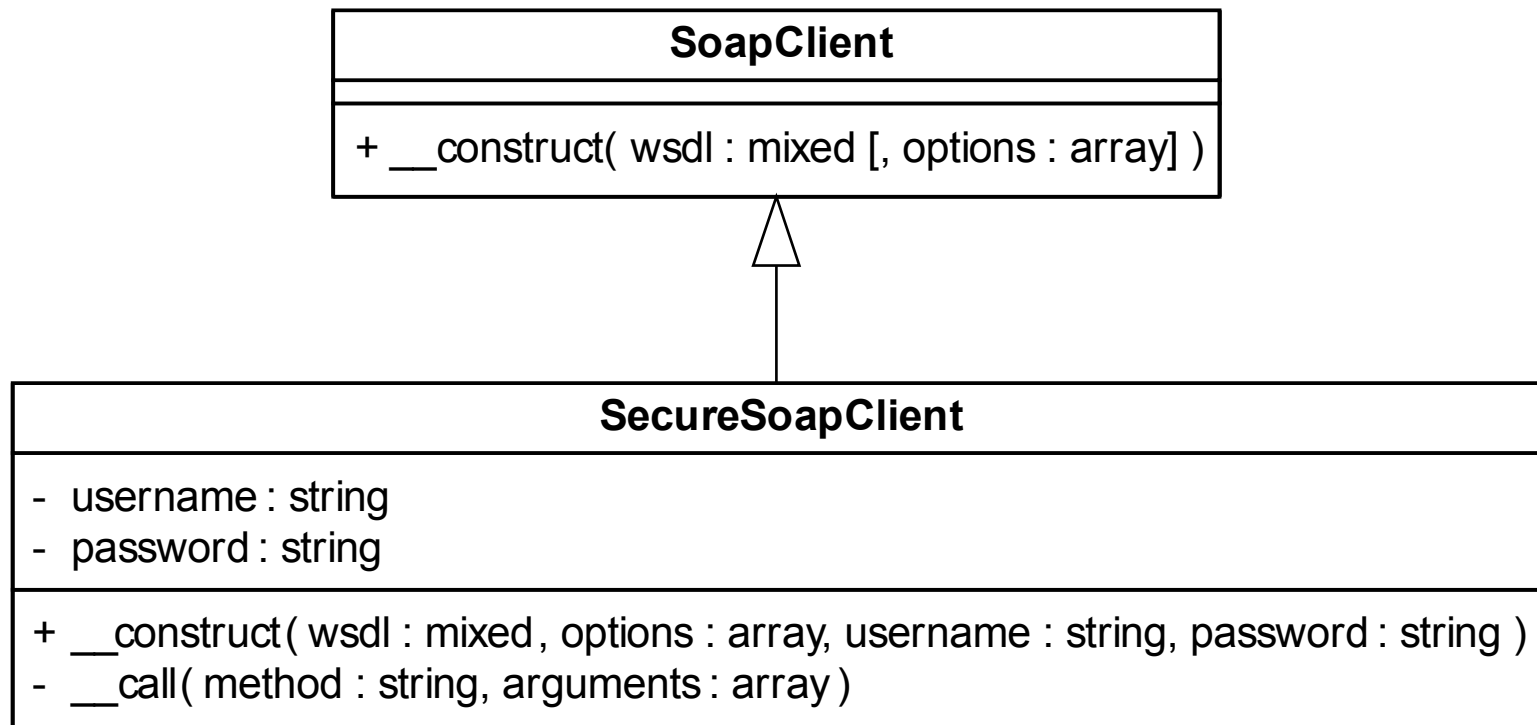 SoapClient
+ __construct( wsdl : mixed [, options : array] )
SecureSoapClient
- username : string
- password : string
+ __construct( wsdl : mixed, options : array, username : string, password : string )
- __call( method : string, arguments : array )